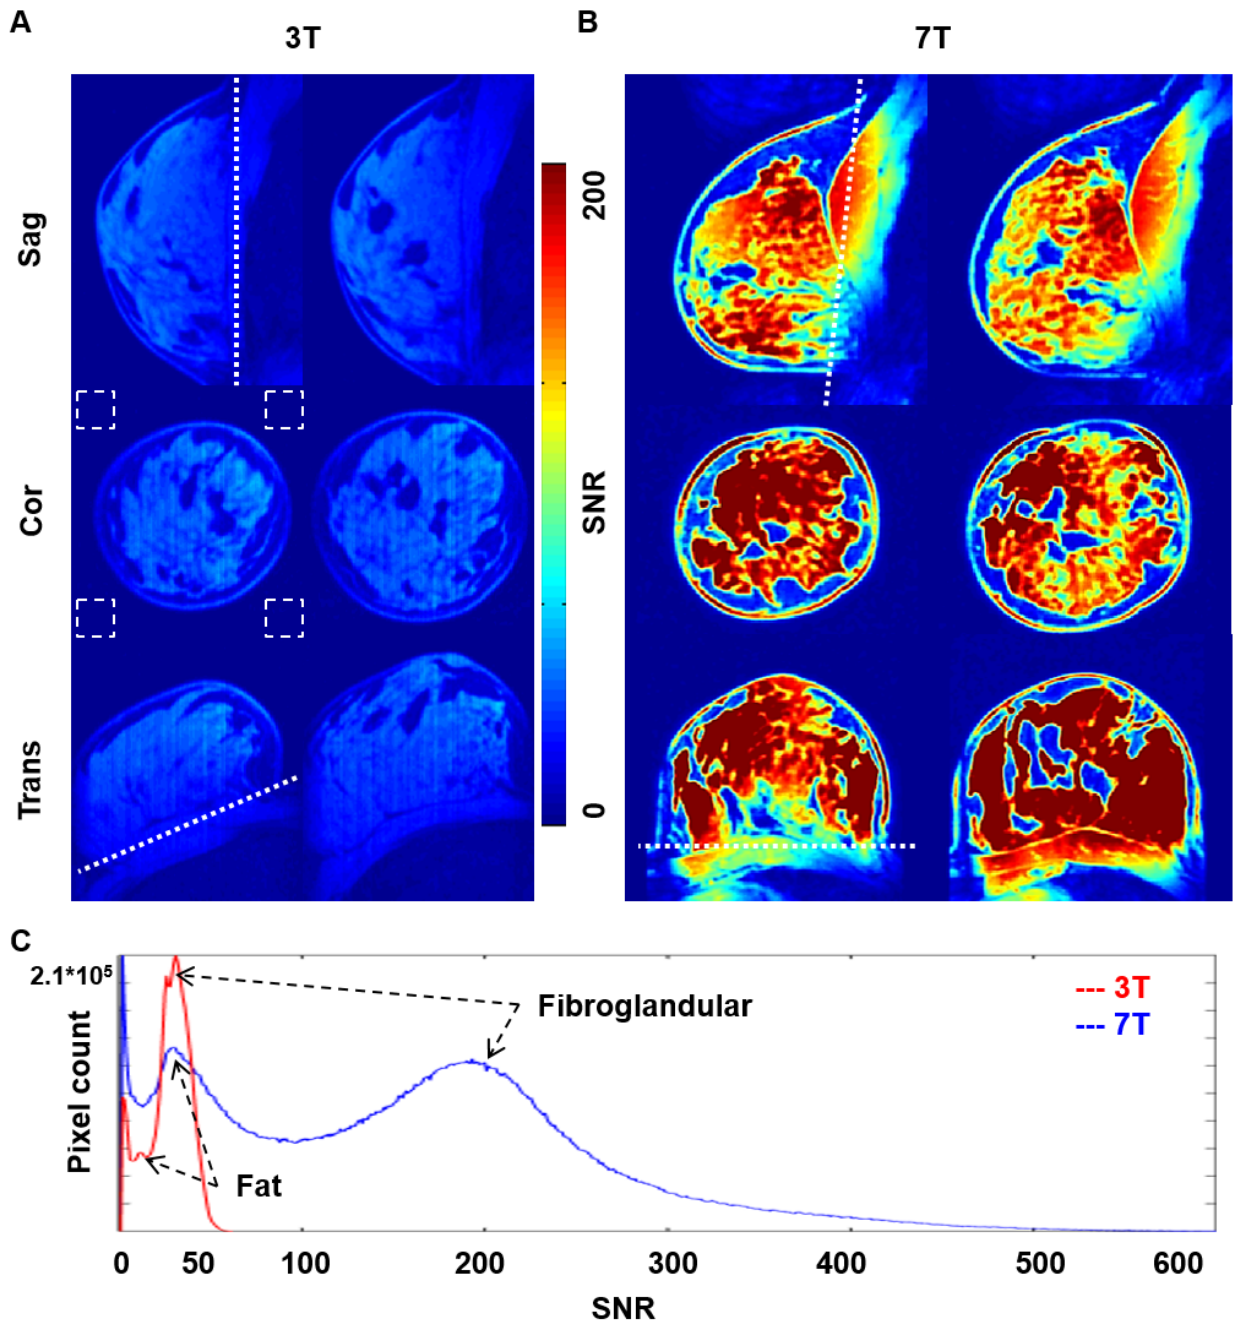 A
3T
B
7T
Sag
Cor
Trans
200
SNR
0
C
2.1*10⁵
Pixel count
Fibroglandular
--- 3T
--- 7T
Fat
0 50 100 200 300 400 500 600
SNR